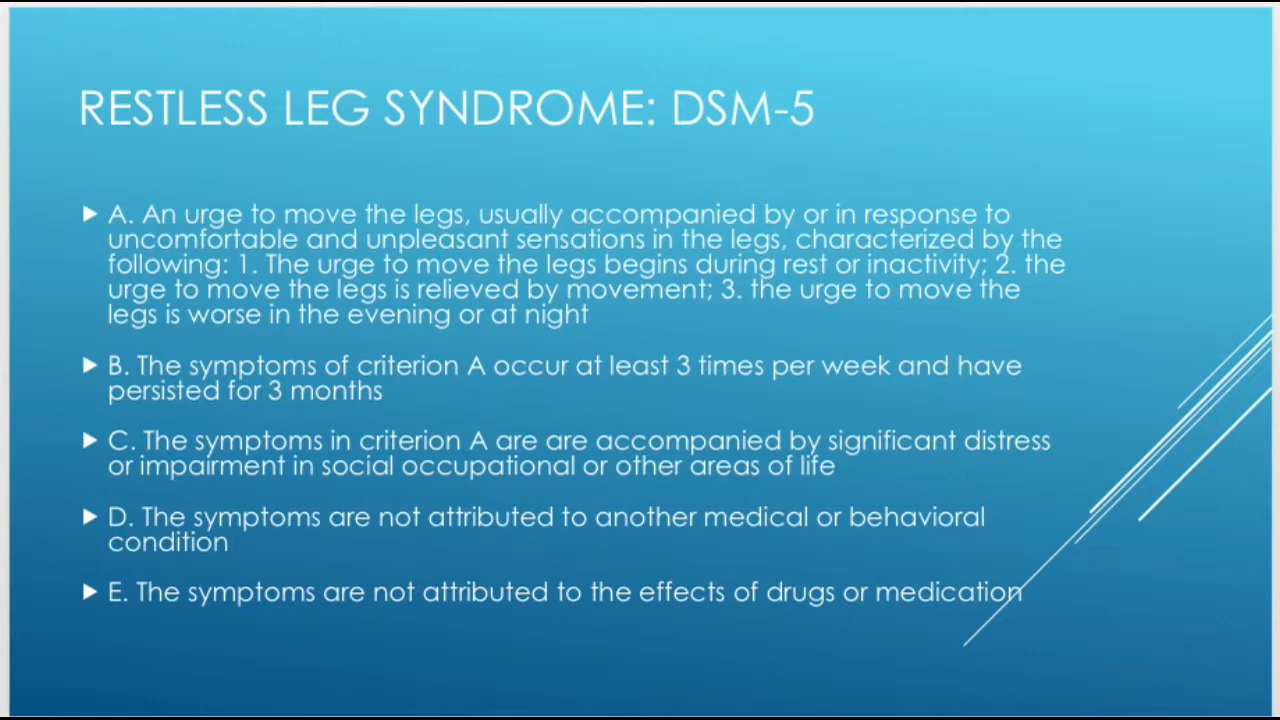 RESTLESS LEG SYNDROME: DSM-5
A. An urge to move the legs, usually accompanied by or in response to
uncomfortable and unpleasant sensations in the legs, characterized by the
following: 1. The urge to move the legs begins during rest or inactivity; 2. the
urge to move the legs is relieved by movement; 3. the urge to move the
legs is worse in the evening or at night
B. The symptoms of criterion A occur at least 3 times per week and have
persisted for 3 months
C. The symptoms in criterion A are are accompanied by significant distress
or impairment in social occupational or other areas of life
D. The symptoms are not attributed to another medical or behavioral
condition
E. The symptoms are not attributed to the effects of drugs or medication